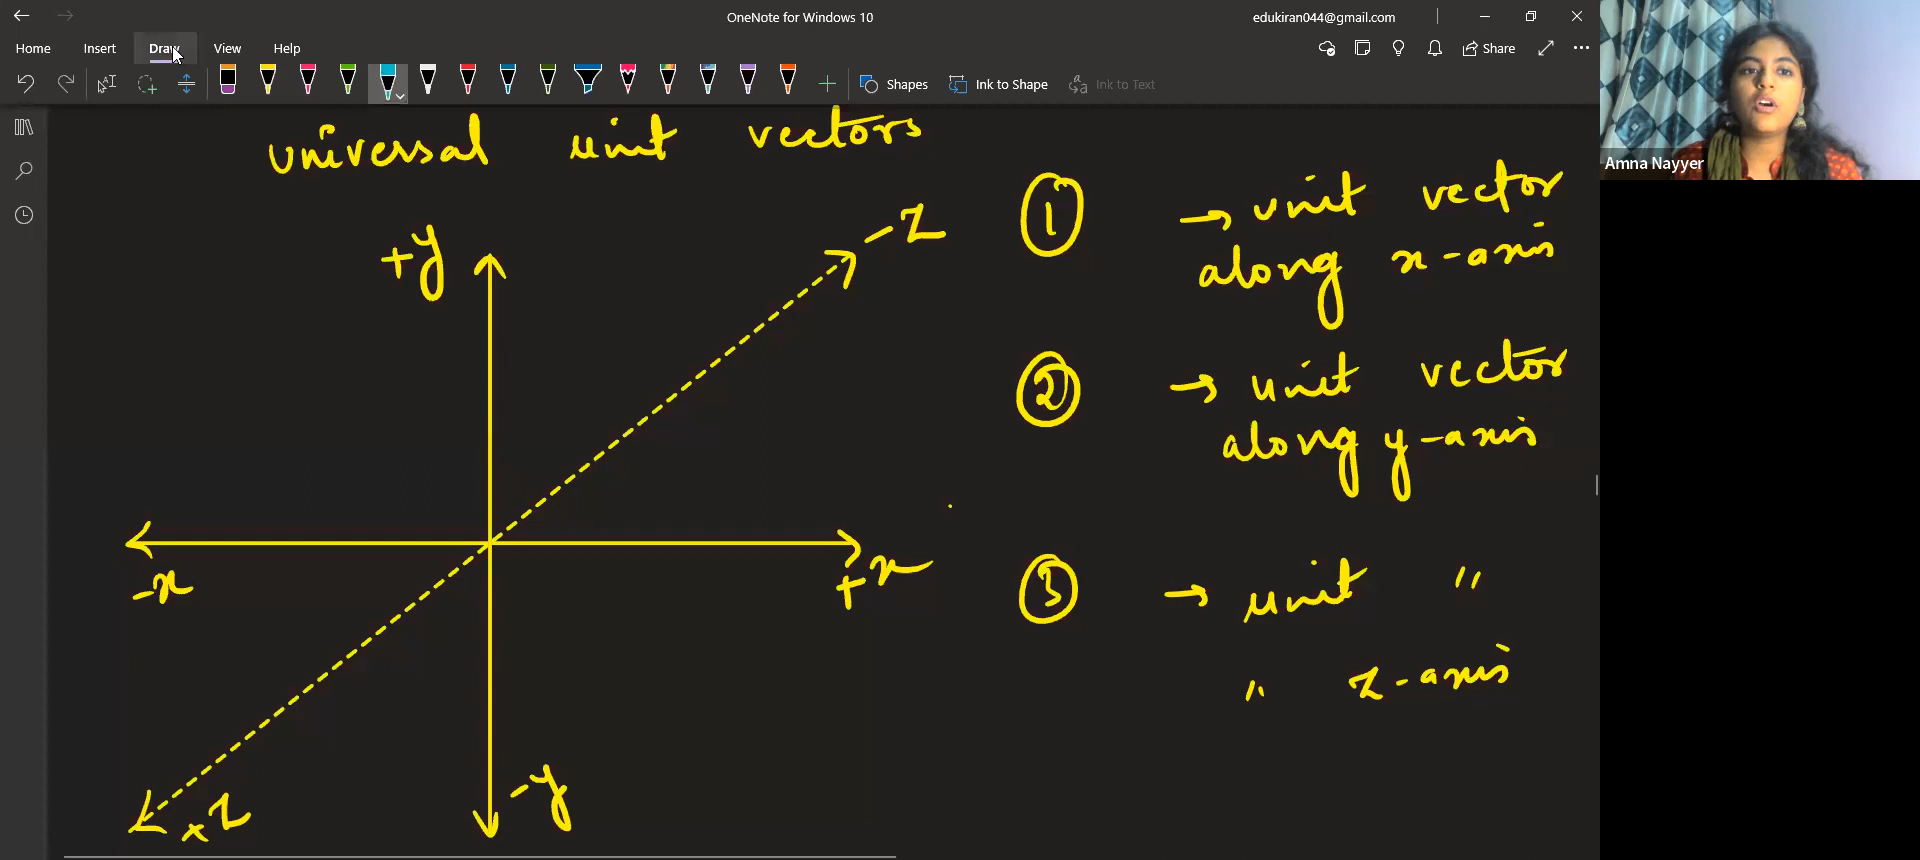 OneNote for Windows 10
edukiran044@gmail.com
Home Insert Draw View Help
Share
Shapes Ink to Shape Ink to Text
Amna Nayyer
universal unit vectors
+y
-z
-x
+x
+z
-y
① → unit vector
along x-axis
② → unit vector
along y-axis
③ → unit "
" z-axis